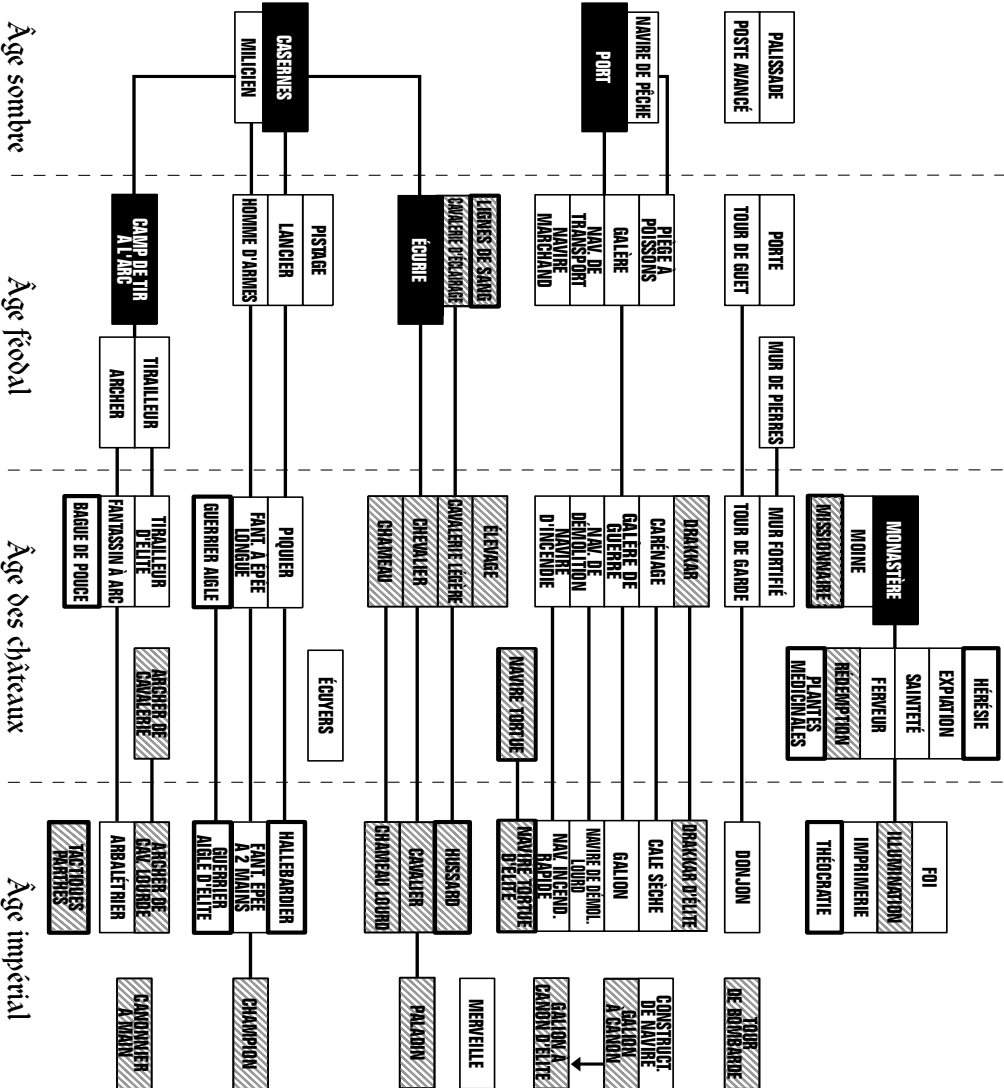 PALISSADE
POSTE AVANCÉ
NAVIRE DE PÊCHE
PORT
CASERNES
MILICIEN
Âge sombre
PORTE
TOUR DE GUET
PIÈGE À
POISSONS
GALÈRE
NAV. DE
TRANSPORT
NAVIRE
MARCHAND
LIGNES DE SANG
CAVALERIE D'ÉCLAIRAGE
ÉCURIE
PISTAGE
LANCIER
HOMME D'ARMES
CAMP DE TIR
À L'ARC
MUR DE PIERRES
TIRAILLEUR
ARCHER
Âge féodal
MONASTÈRE
MOINE
MISSIONNAIRE
MUR FORTIFIÉ
TOUR DE GARDE
DRAKKAR
CARÉNAGE
GALÈRE DE
GUERRE
NAV. DE
DÉMOLITION
NAVIRE
D'INCENDIE
ÉLEVAGE
CAVALERIE LÉGÈRE
CHEVALIER
CHAMEAU
PIQUIER
FANT. À ÉPÉE
LONGUE
GUERRIER AIGLE
TIRAILLEUR
D'ÉLITE
FANTASSION À ARC
BAGUE DE POUCE
HÉRÉSIE
EXPIATION
SAINTETÉ
FERVEUR
RÉDEMPTION
PLANTES
MÉDICINALES
NAVIRE TORTUE
ÉCUYERS
ARCHER DE
CAVALERIE
Âge des châteaux
FOI
ILLUMINATION
IMPRIMERIE
THÉOCRATIE
DONJON
DRAKKAR D'ÉLITE
CALE SÈCHE
GALION
NAVIRE DE DÉMOL.
LOURD
NAV. INCEND.
RAPIDE
NAVIRE TORTUE
D'ÉLITE
HUSSARD
CAVALIER
CHAMEAU LOURD
HALLEBARDIER
FANT. ÉPÉE
À 2 MAINS
GUERRIER
AIGLE D'ÉLITE
ARCHER DE
CAV. LOURDE
ARBALÉTRIER
TACTIQUES
PARTHES
TOUR
DE BOMBARDE
CONSTRUCT.
DE NAVIRE
GALION
À CANON
GALION À
CANON D'ÉLITE
MERVEILLE
PALADIN
CHAMPION
CANONNIER
À MAIN
Âge impérial